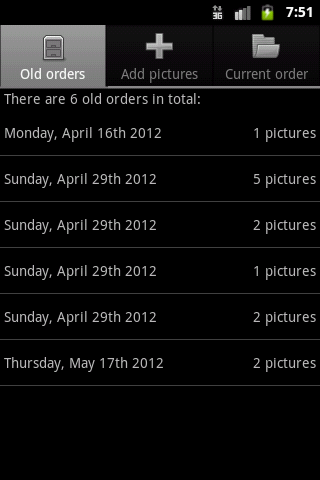 3G 7:51
Old orders Add pictures Current order
There are 6 old orders in total:
Monday, April 16th 2012 1 pictures
Sunday, April 29th 2012 5 pictures
Sunday, April 29th 2012 2 pictures
Sunday, April 29th 2012 1 pictures
Sunday, April 29th 2012 2 pictures
Thursday, May 17th 2012 2 pictures